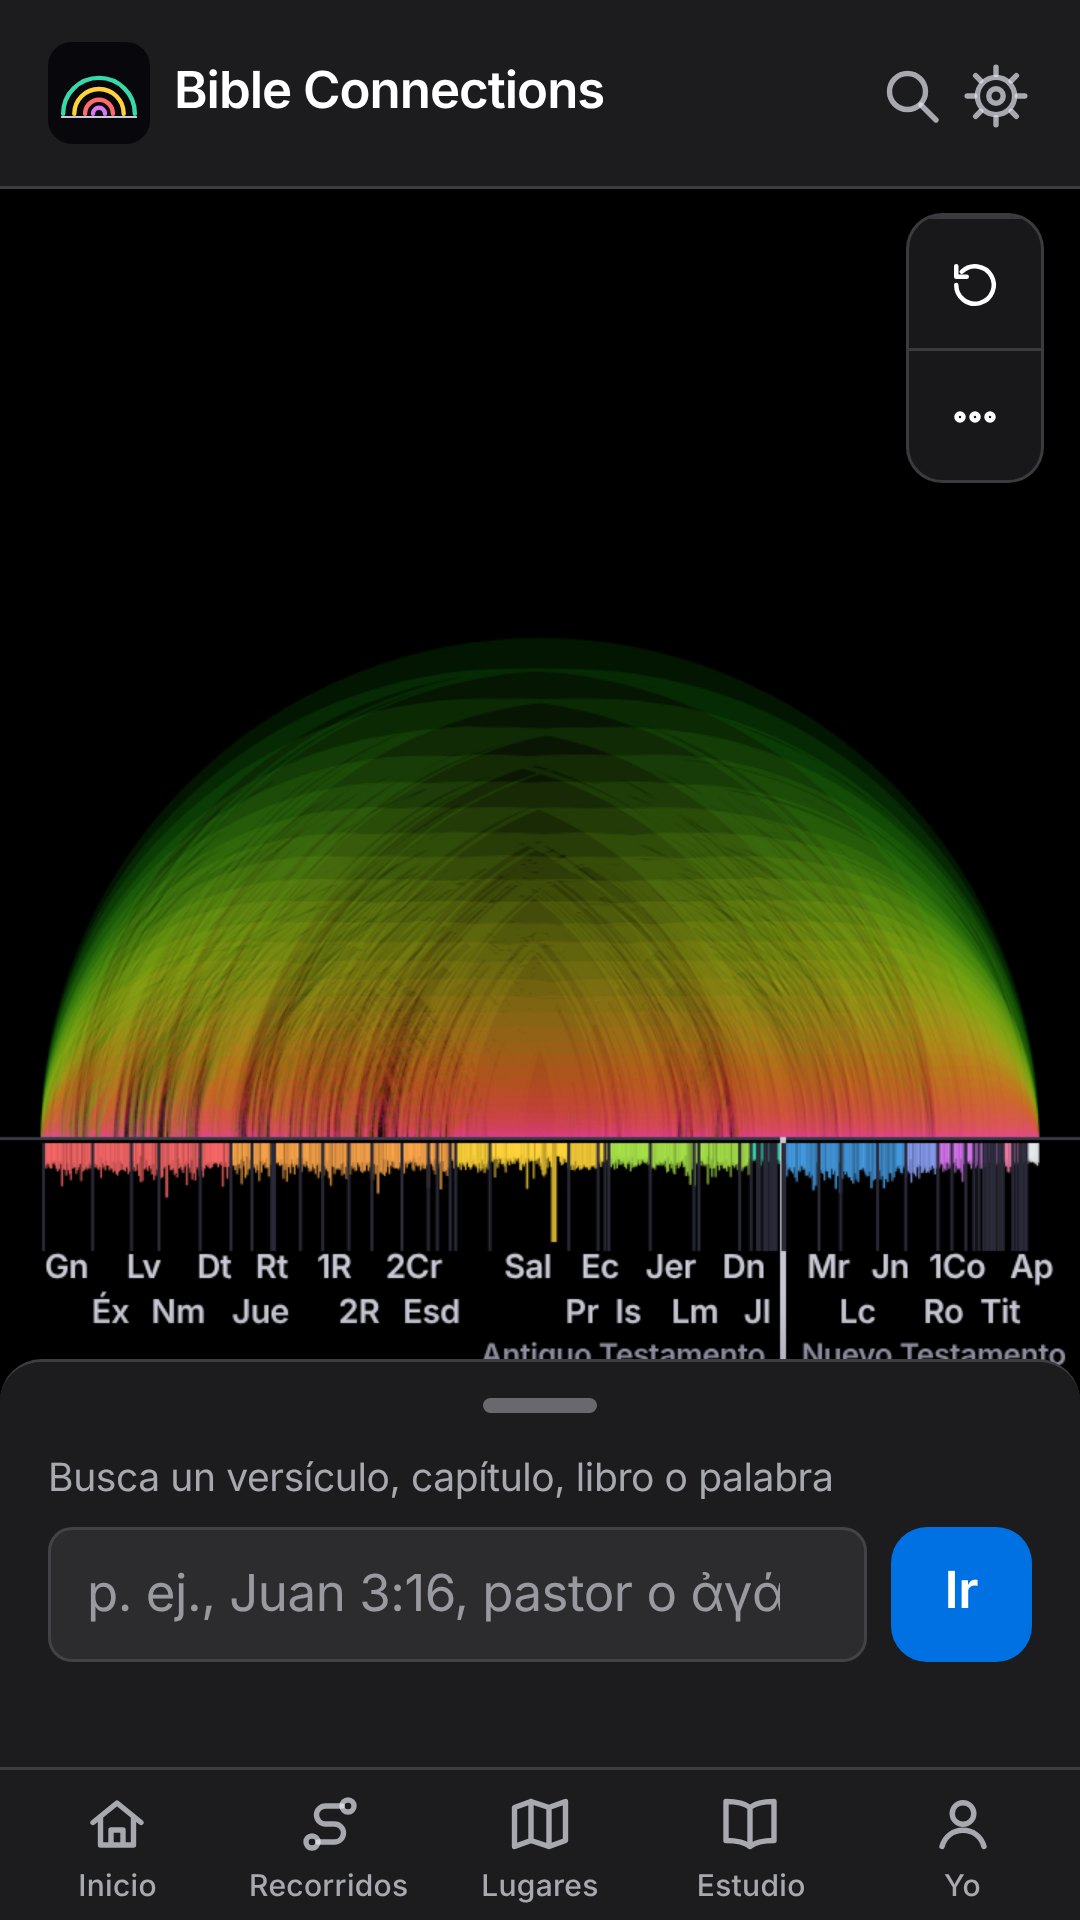 Bible Connections
Gn Lv Dt Rt 1R 2Cr Sal Ec Jer Dn Mr Jn 1Co Ap
Éx Nm Jue 2R Esd Pr Is Lm Jl Lc Ro Tit
Antiguo Testamento Nuevo Testamento
Busca un versículo, capítulo, libro o palabra
p. ej., Juan 3:16, pastor o ἀγά
Ir
Inicio Recorridos Lugares Estudio Yo